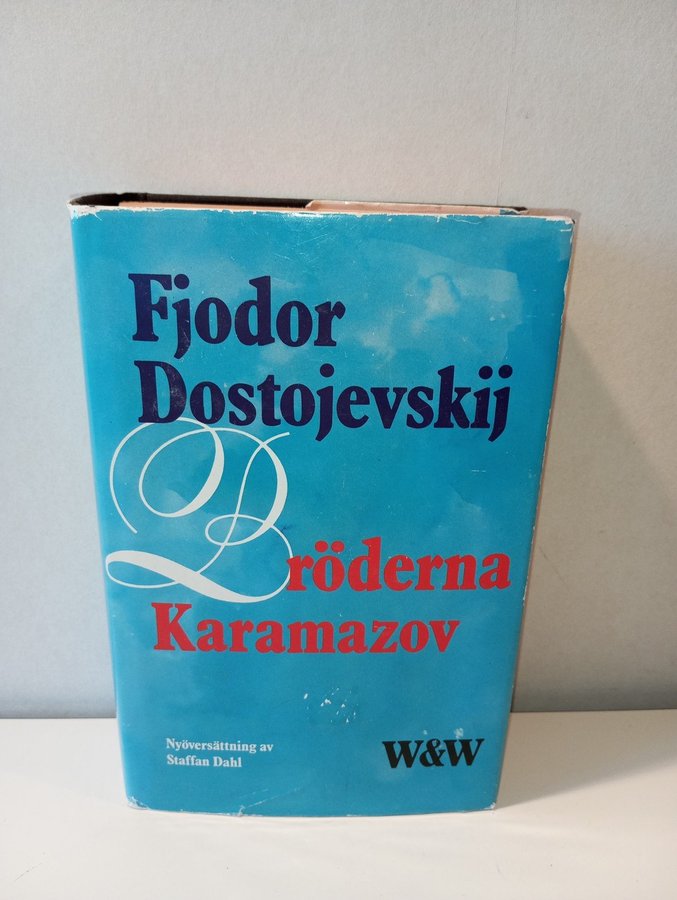 Fjodor
Dostojevskij
Bröderna
Karamazov
Nyöversättning av
Staffan Dahl
W&W